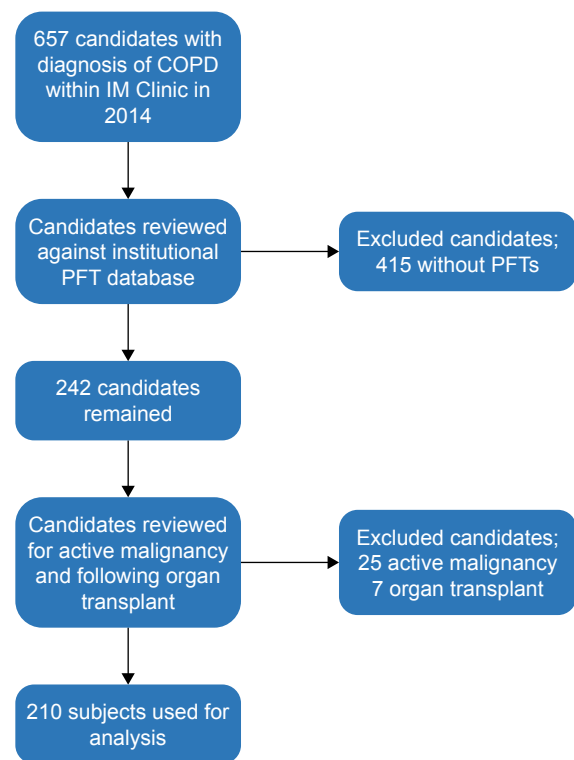 657 candidates with
diagnosis of COPD
within IM Clinic in
2014
Candidates reviewed
against institutional
PFT database
Excluded candidates;
415 without PFTs
242 candidates
remained
Candidates reviewed
for active malignancy
and following organ
transplant
Excluded candidates;
25 active malignancy
7 organ transplant
210 subjects used for
analysis